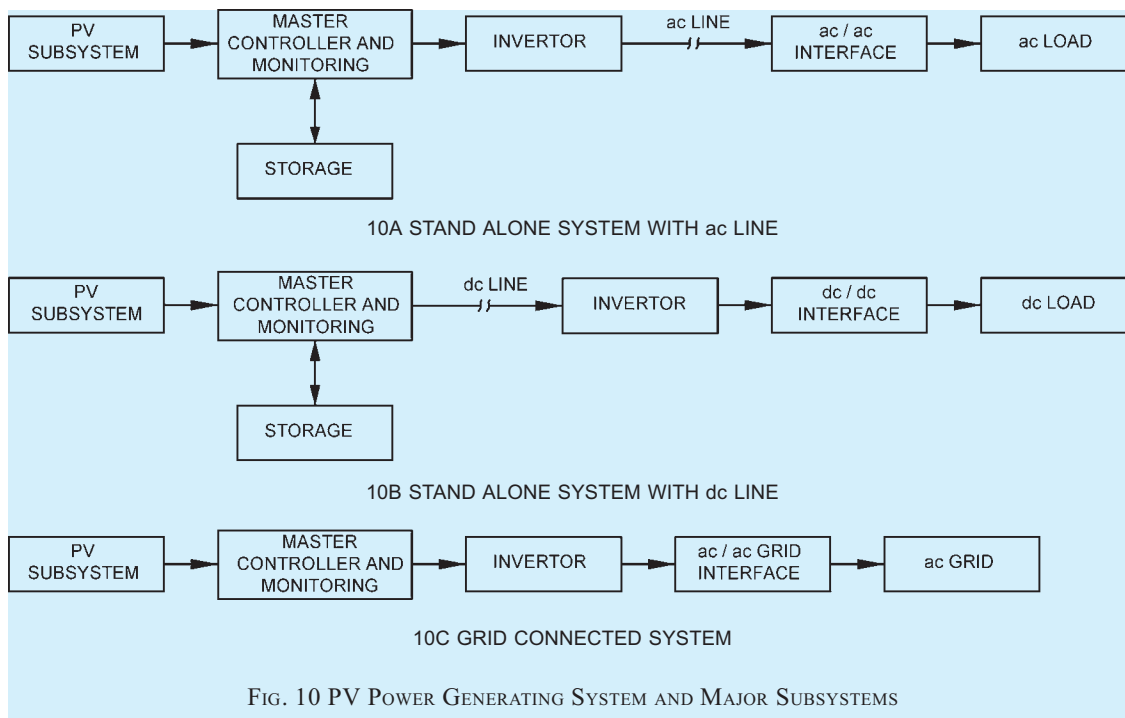 PV
SUBSYSTEM
MASTER
CONTROLLER AND
MONITORING
INVERTOR
ac LINE
ac / ac
INTERFACE
ac LOAD
STORAGE
10A STAND ALONE SYSTEM WITH ac LINE
PV
SUBSYSTEM
MASTER
CONTROLLER AND
MONITORING
dc LINE
INVERTOR
dc / dc
INTERFACE
dc LOAD
STORAGE
10B STAND ALONE SYSTEM WITH dc LINE
PV
SUBSYSTEM
MASTER
CONTROLLER AND
MONITORING
INVERTOR
ac / ac GRID
INTERFACE
ac GRID
10C GRID CONNECTED SYSTEM
FIG. 10 PV POWER GENERATING SYSTEM AND MAJOR SUBSYSTEMS